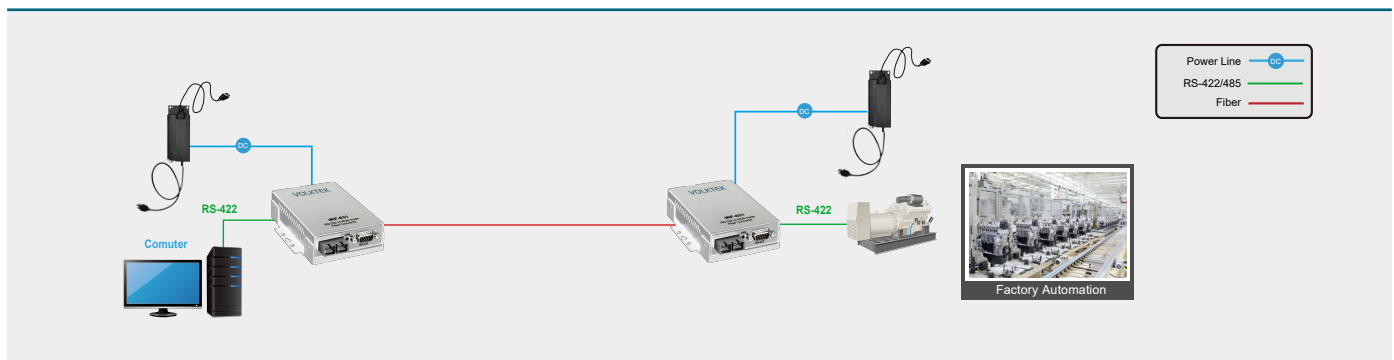 Power Line
DC
RS-422/485
Fiber
DC
DC
VOLKTEK
VOLKTEK
RS-422
RS-422
Comuter
Factory Automation